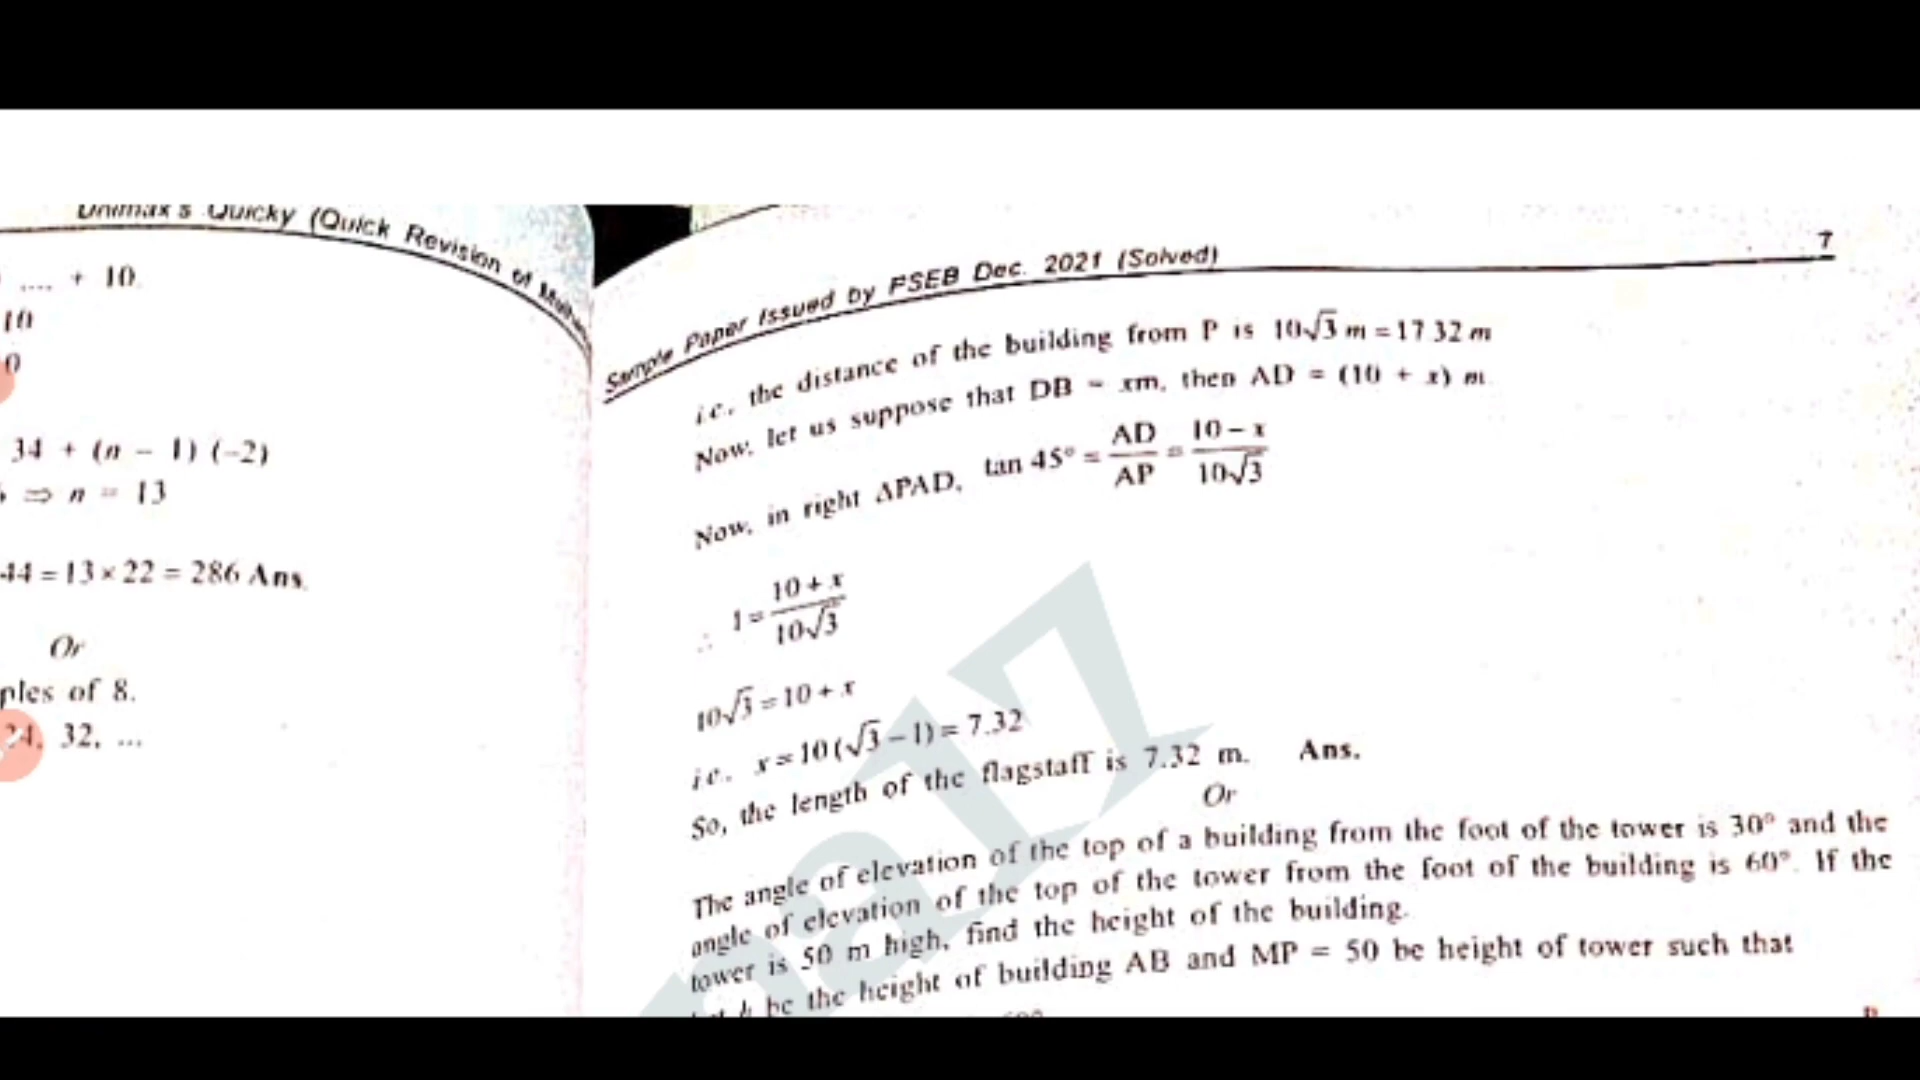 Unimax's Quicky (Quick Revision of
.... + 10.
10
0
34 + (n − 1) (−2)
⇒ n = 13
44 = 13 × 22 = 286 Ans.
Or
ples of 8.
24, 32, ...
Sample Paper Issued by PSEB Dec. 2021 (Solved) 7
i.e., the distance of the building from P is 10√3 m = 17 32 m
Now, let us suppose that DB = xm, then AD = (10 + x) m
Now, in right ΔPAD, tan 45° = AD/AP = 10 − x/10√3
∴ 1 = 10 + x/10√3
10√3 = 10 + x
i.e. x = 10 (√3 − 1) = 7.32
So, the length of the flagstaff is 7.32 m. Ans.
Or
The angle of elevation of the top of a building from the foot of the tower is 30° and the
angle of elevation of the top of the tower from the foot of the building is 60°. If the
tower is 50 m high, find the height of the building.
h be the height of building AB and MP = 50 be height of tower such that